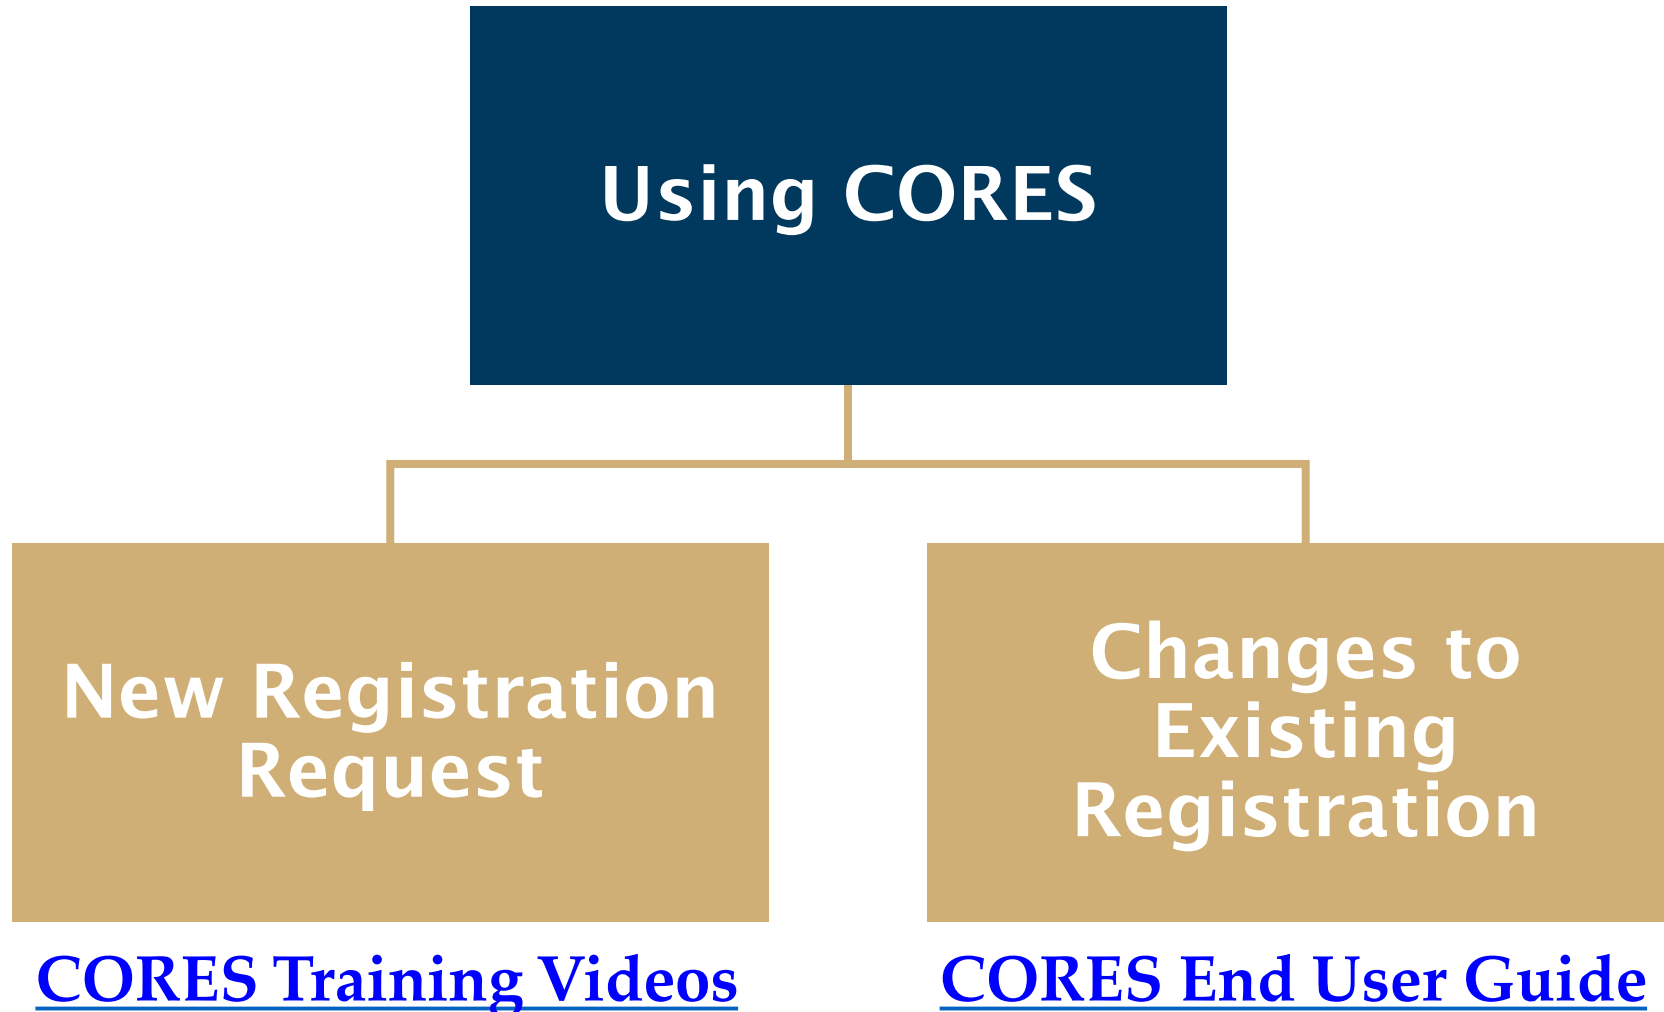 Using CORES
New Registration
Request
Changes to
Existing
Registration
CORES Training Videos
CORES End User Guide